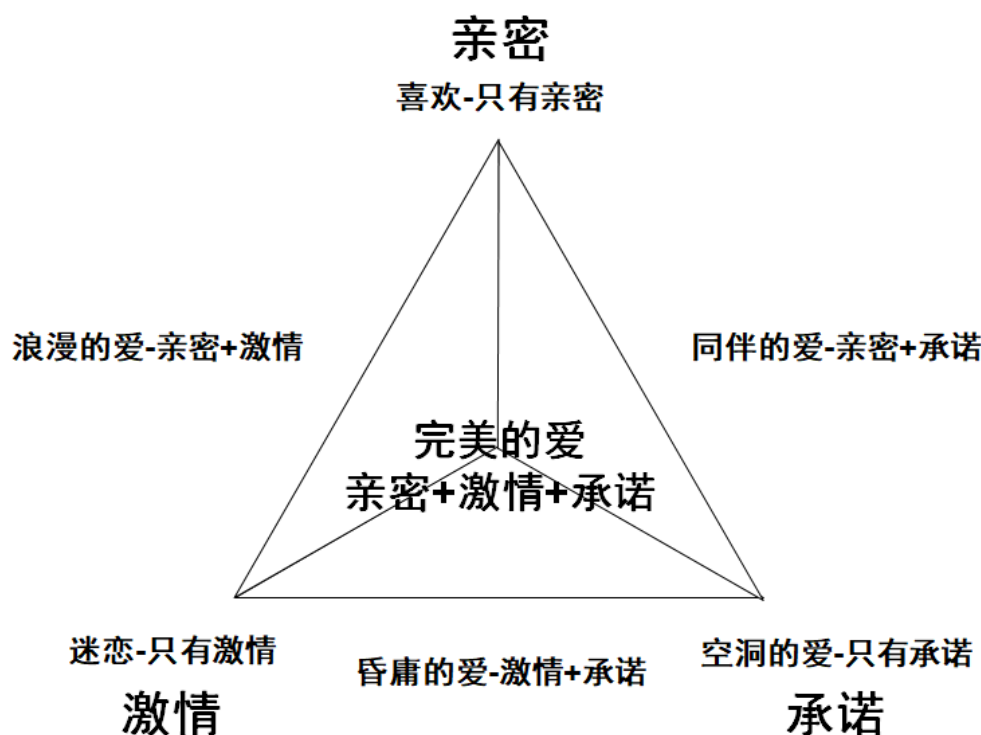 亲密
喜欢-只有亲密
浪漫的爱-亲密+激情
同伴的爱-亲密+承诺
完美的爱
亲密+激情+承诺
迷恋-只有激情
昏庸的爱-激情+承诺
空洞的爱-只有承诺
激情
承诺